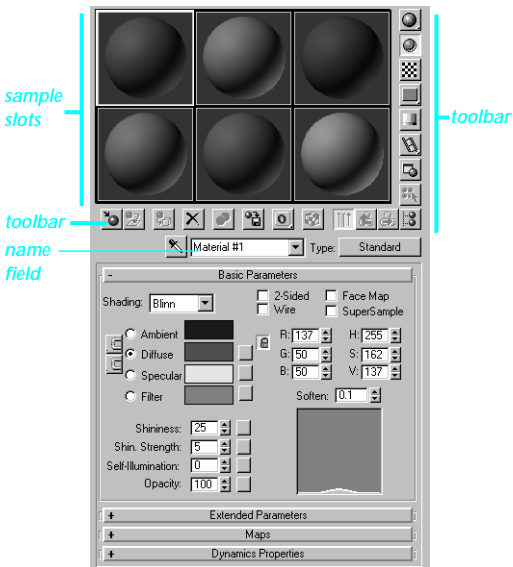 sample
slots
toolbar
toolbar
name
field
Material #1
Type:
Standard
Basic Parameters
Shading:
Blinn
2-Sided
Face Map
Wire
SuperSample
Ambient
Diffuse
Specular
Filter
R: 137
H: 255
G: 50
S: 162
B: 50
V: 137
Soften: 0.1
Shininess: 25
Shin. Strength: 5
Self-Illumination: 0
Opacity: 100
+ Extended Parameters
+ Maps
+ Dynamics Properties